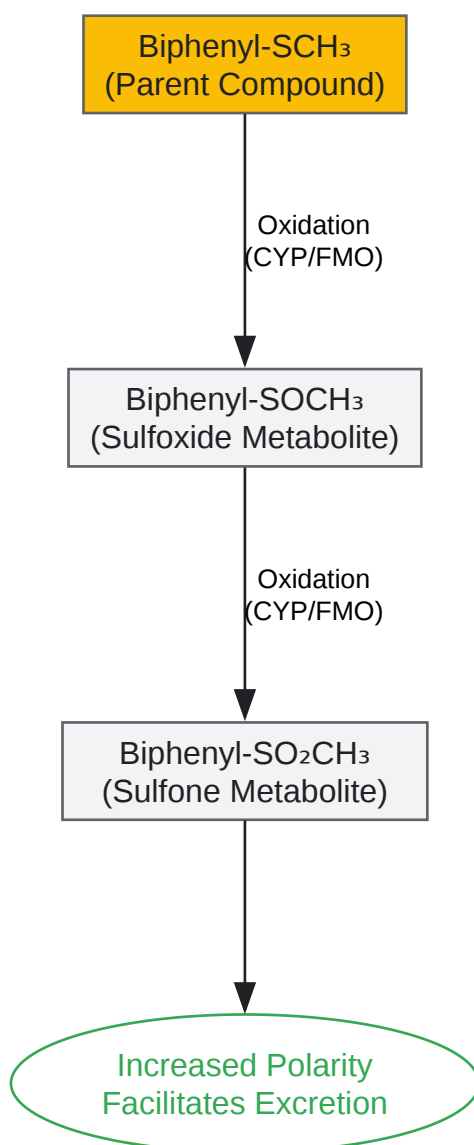 Biphenyl-SCH₃
(Parent Compound)
Oxidation
(CYP/FMO)
Biphenyl-SOCH₃
(Sulfoxide Metabolite)
Oxidation
(CYP/FMO)
Biphenyl-SO₂CH₃
(Sulfone Metabolite)
Increased Polarity
Facilitates Excretion